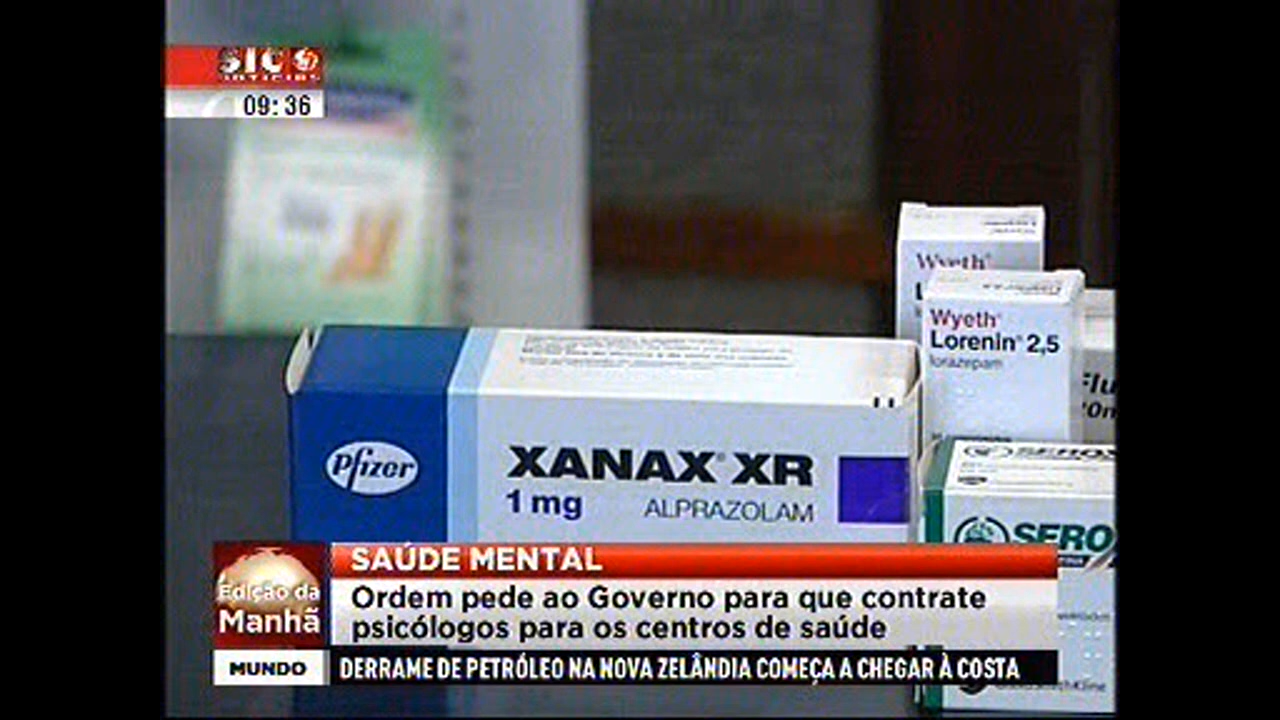 SIC
NOTÍCIAS
09:36
Wyeth
Wyeth
Lorenin 2,5
lorazepam
Pfizer
XANAX XR
1 mg ALPRAZOLAM
SERO
SAÚDE MENTAL
Edição da
Manhã
Ordem pede ao Governo para que contrate
psicólogos para os centros de saúde
MUNDO DERRAME DE PETRÓLEO NA NOVA ZELÂNDIA COMEÇA A CHEGAR À COSTA